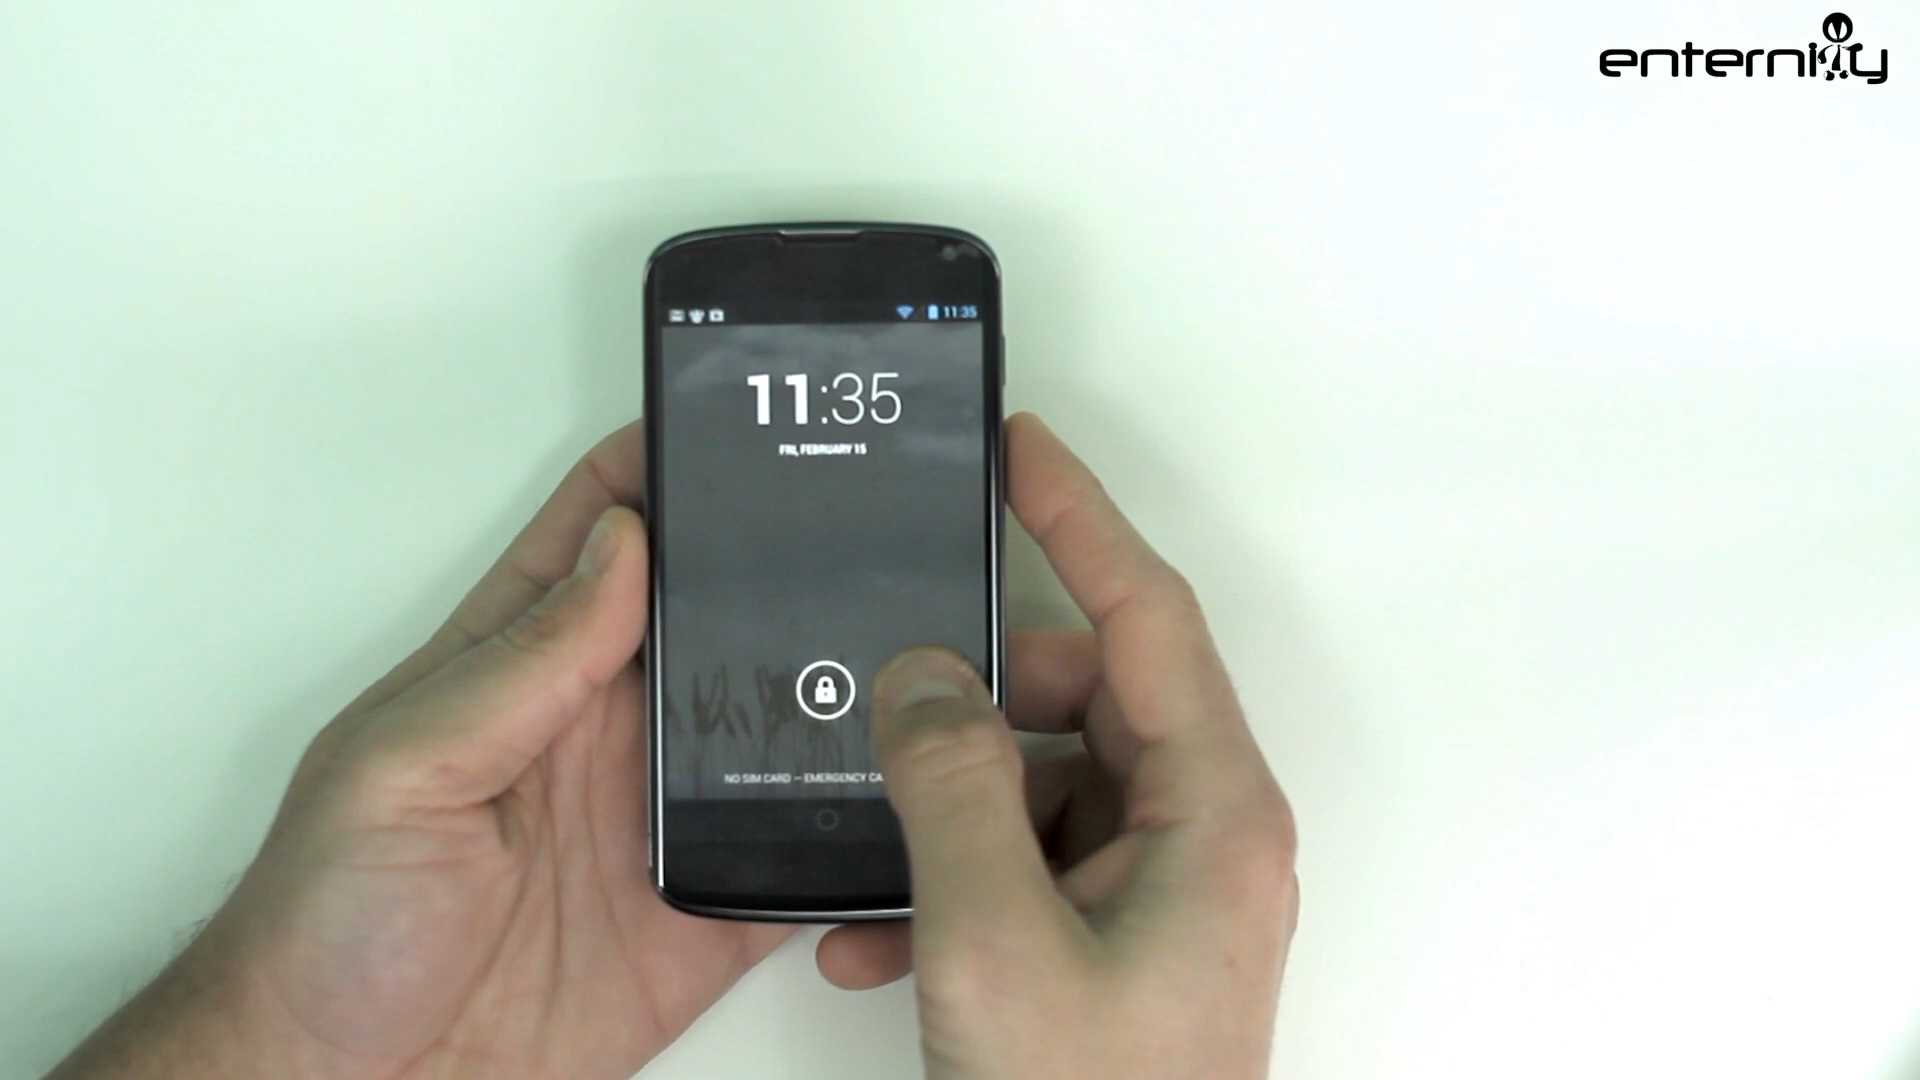 enternity
11:35
11:35
FRI, FEBRUARY 15
NO SIM CARD — EMERGENCY CA